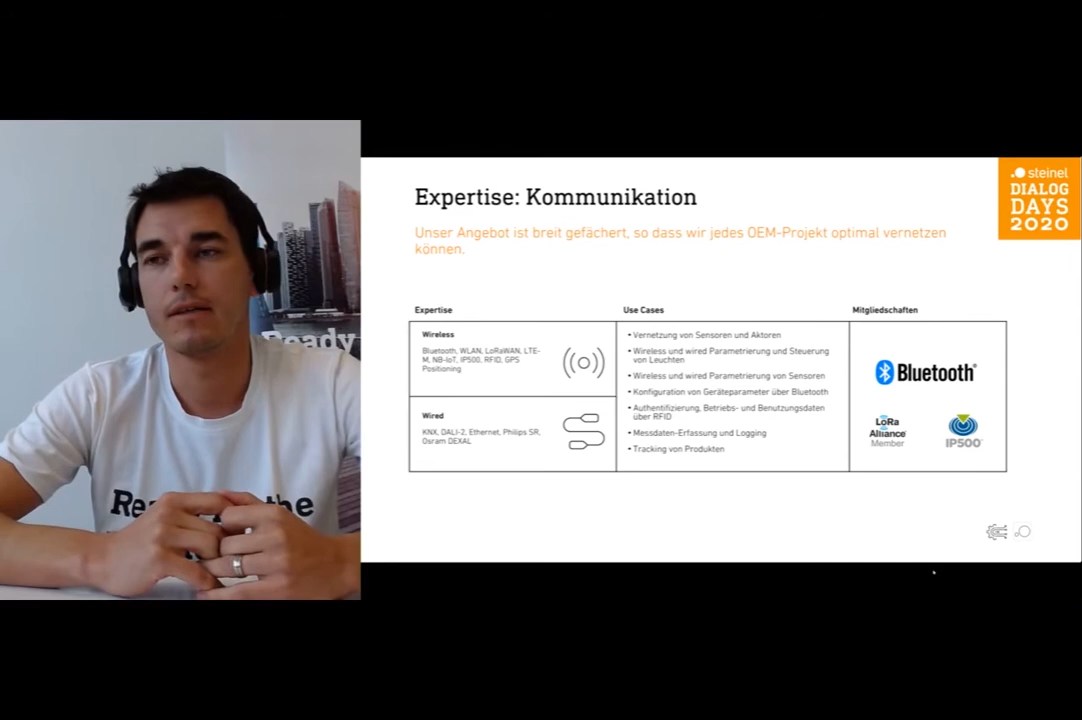 steinel
DIALOG
DAYS
2020
Expertise: Kommunikation
Unser Angebot ist breit gefächert, so dass wir jedes OEM-Projekt optimal vernetzen
können.
Expertise
Use Cases
Mitgliedschaften
Wireless
Bluetooth, WLAN, LoRaWAN, LTE-
M, NB-IoT, IP500, RFID, GPS
Positioning
Wired
KNX, DALI-2, Ethernet, Philips SR,
Osram DEXAL
• Vernetzung von Sensoren und Aktoren
• Wireless und wired Parametrierung und Steuerung
von Leuchten
• Wireless und wired Parametrierung von Sensoren
• Konfiguration von Geräteparameter über Bluetooth
• Authentifizierung, Betriebs- und Benutzungsdaten
über RFID
• Messdaten-Erfassung und Logging
• Tracking von Produkten
Bluetooth
LoRa
Alliance
Member
IP500
Ready